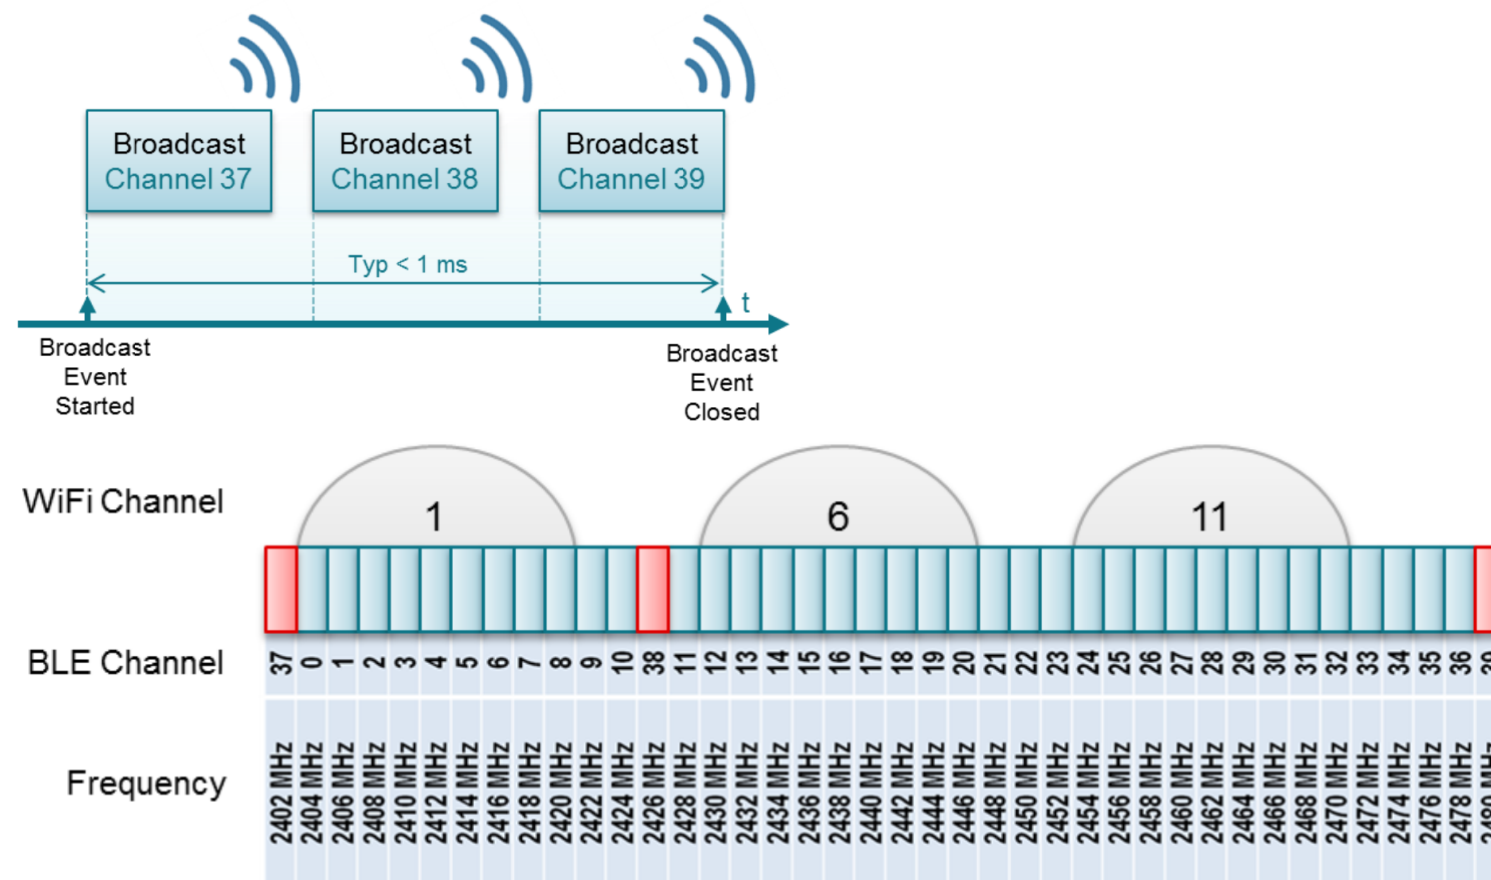 Broadcast
Channel 37
Broadcast
Channel 38
Broadcast
Channel 39
Typ < 1 ms
t
Broadcast
Event
Started
Broadcast
Event
Closed
WiFi Channel
1
6
11
BLE Channel
37 0 1 2 3 4 5 6 7 8 9 10 38 11 12 13 14 15 16 17 18 19 20 21 22 23 24 25 26 27 28 29 30 31 32 33 34 35 36 39
Frequency
2402 MHz
2404 MHz
2406 MHz
2408 MHz
2410 MHz
2412 MHz
2414 MHz
2416 MHz
2418 MHz
2420 MHz
2422 MHz
2424 MHz
2426 MHz
2428 MHz
2430 MHz
2432 MHz
2434 MHz
2436 MHz
2438 MHz
2440 MHz
2442 MHz
2444 MHz
2446 MHz
2448 MHz
2450 MHz
2452 MHz
2454 MHz
2456 MHz
2458 MHz
2460 MHz
2462 MHz
2464 MHz
2466 MHz
2468 MHz
2470 MHz
2472 MHz
2474 MHz
2476 MHz
2478 MHz
2480 MHz